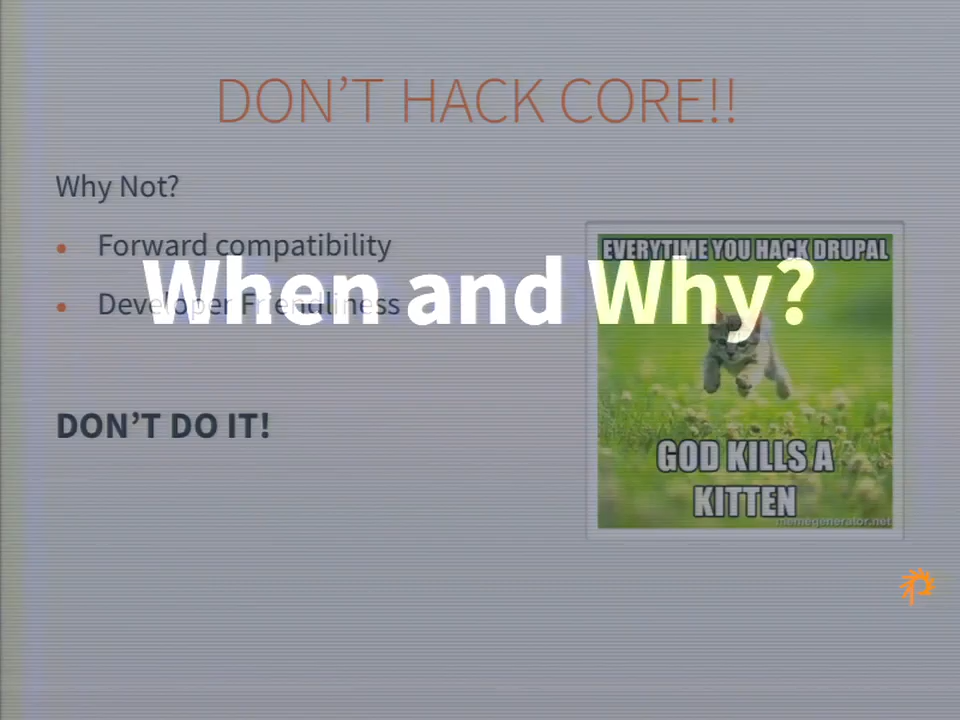 DON’T HACK CORE!!
Why Not?
• Forward compatibility
• Developer Friendliness
When and Why?
DON’T DO IT!
EVERYTIME YOU HACK DRUPAL
GOD KILLS A
KITTEN
memegenerator.net